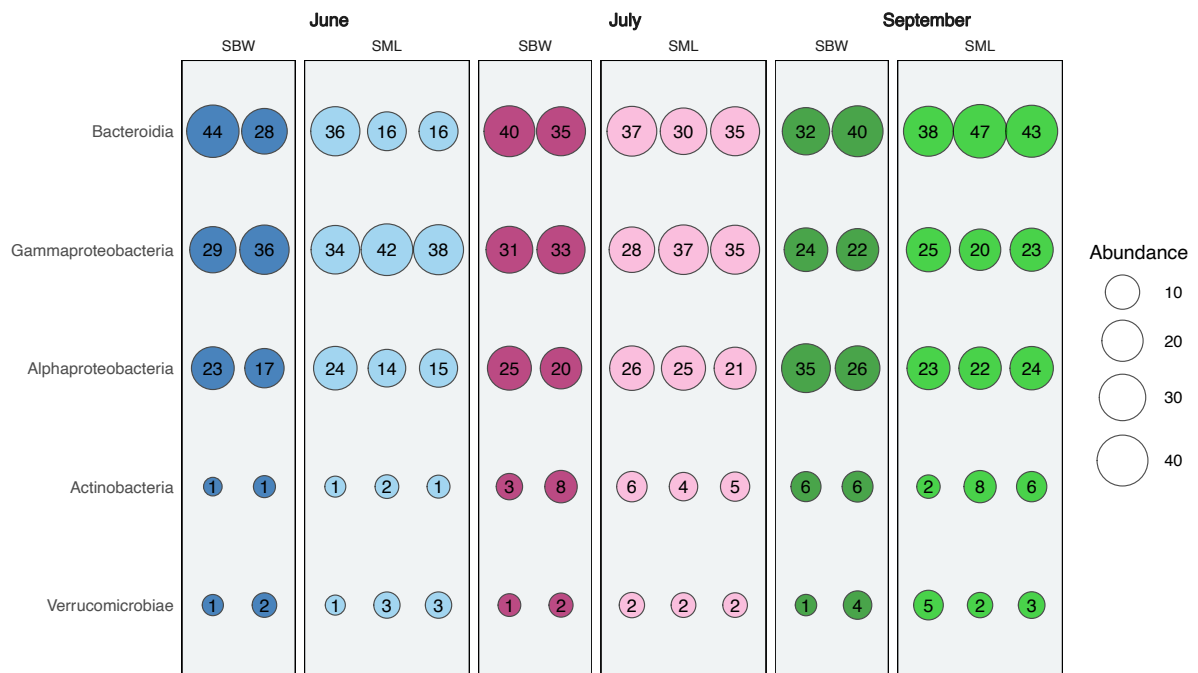 June July September
SBW SML SBW SML SBW SML
Bacteroidia 44 28 36 16 16 40 35 37 30 35 32 40 38 47 43
Gammaproteobacteria 29 36 34 42 38 31 33 28 37 35 24 22 25 20 23
Abundance
10
20
Alphaproteobacteria 23 17 24 14 15 25 20 26 25 21 35 26 23 22 24
30
40
Actinobacteria 1 1 1 2 1 3 8 6 4 5 6 6 2 8 6
Verrucomicrobiae 1 2 1 3 3 1 2 2 2 2 1 4 5 2 3